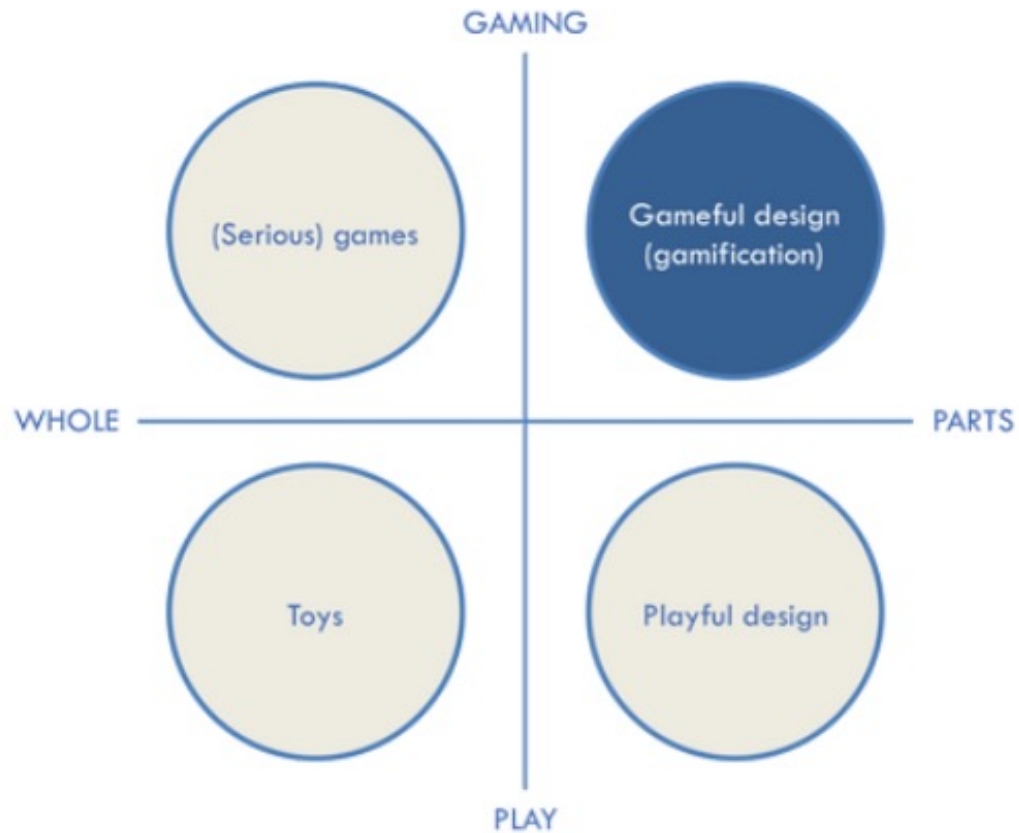 GAMING
(Serious) games
Gameful design
(gamification)
WHOLE
PARTS
Toys
Playful design
PLAY